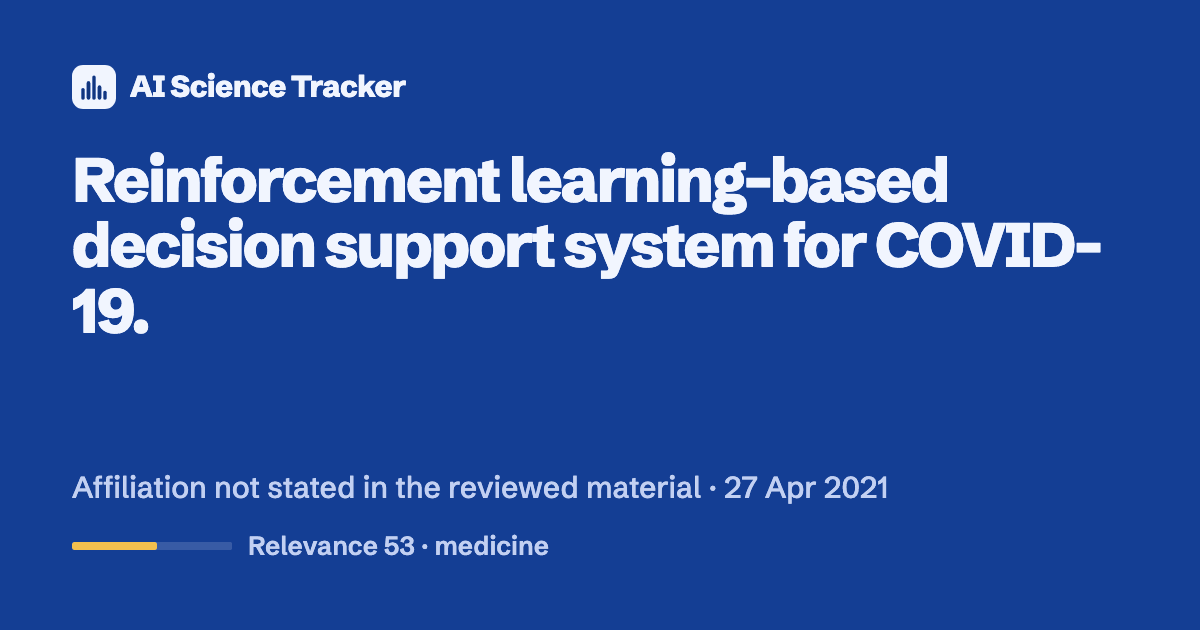 AI Science Tracker
Reinforcement learning-based
decision support system for COVID-
19.
Affiliation not stated in the reviewed material · 27 Apr 2021
Relevance 53 · medicine